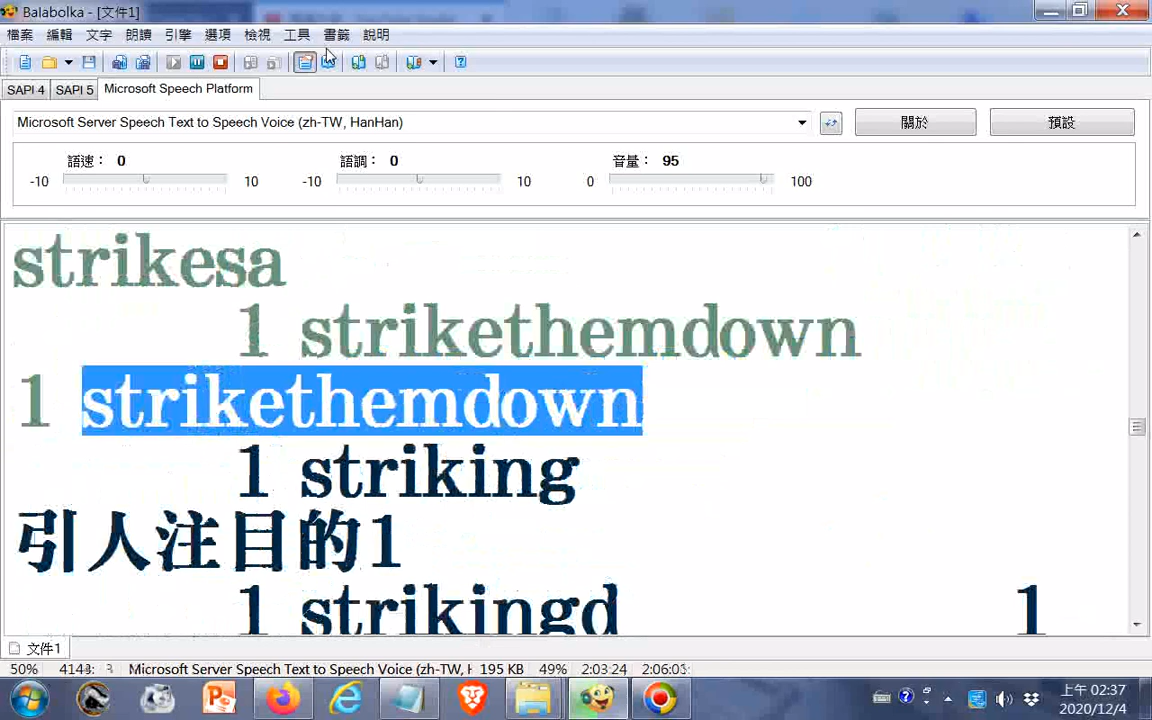 Balabolka - [文件1]
檔案 編輯 文字 朗讀 引擎 選項 檢視 工具 書籤 說明
SAPI 4 SAPI 5 Microsoft Speech Platform
Microsoft Server Speech Text to Speech Voice (zh-TW, HanHan) 關於 預設
語速： 0 語調： 0 音量： 95
-10 10 -10 10 0 100
strikesa
1 strikethemdown
1 strikethemdown
1 striking
引人注目的1
1 strikingd 1
文件1
50% Microsoft Server Speech Text to Speech Voice (zh-TW, H 195 KB 49% 2:03:24
上午 02:37
2020/12/4